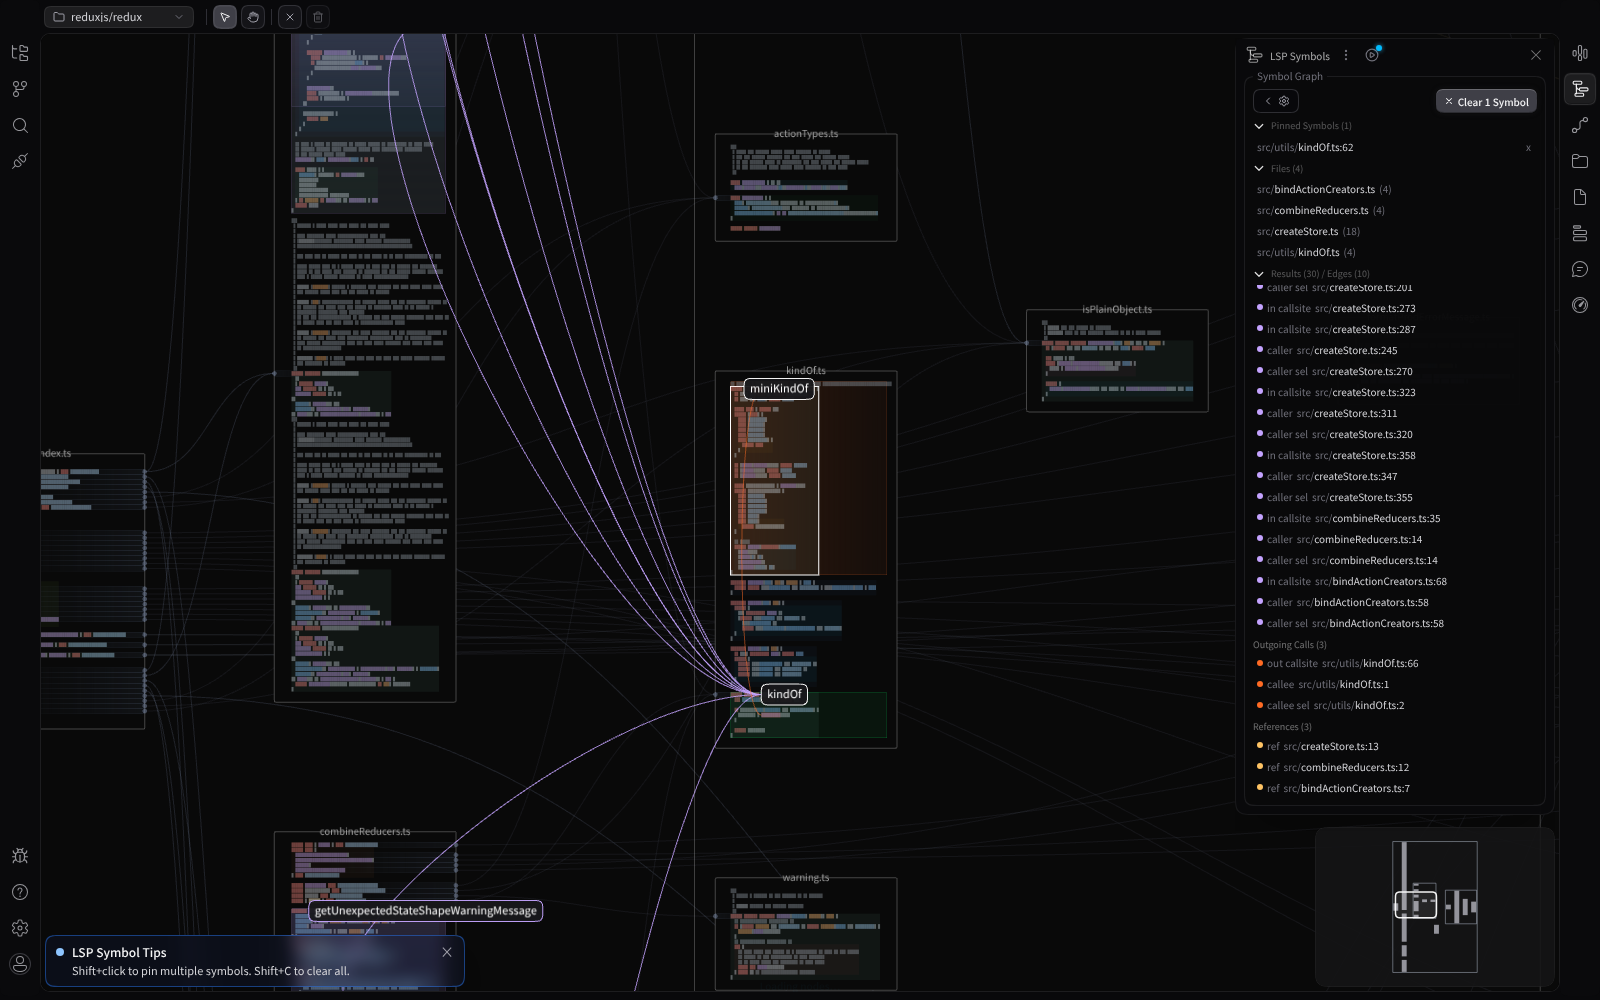 reduxjs/redux
LSP Symbols
Symbol Graph
Clear 1 Symbol
Pinned Symbols (1)
src/utils/kindOf.ts:62
x
Files (4)
src/bindActionCreators.ts (4)
src/combineReducers.ts (4)
src/createStore.ts (18)
src/utils/kindOf.ts (4)
Results (30) / Edges (10)
caller sel src/createStore.ts:201
in callsite src/createStore.ts:273
in callsite src/createStore.ts:287
caller src/createStore.ts:245
caller sel src/createStore.ts:270
in callsite src/createStore.ts:323
caller src/createStore.ts:311
caller sel src/createStore.ts:320
in callsite src/createStore.ts:358
caller src/createStore.ts:347
caller sel src/createStore.ts:355
in callsite src/combineReducers.ts:35
caller src/combineReducers.ts:14
caller sel src/combineReducers.ts:14
in callsite src/bindActionCreators.ts:68
caller src/bindActionCreators.ts:58
caller sel src/bindActionCreators.ts:58
Outgoing Calls (3)
out callsite src/utils/kindOf.ts:66
callee src/utils/kindOf.ts:1
callee sel src/utils/kindOf.ts:2
References (3)
ref src/createStore.ts:13
ref src/combineReducers.ts:12
ref src/bindActionCreators.ts:7
actionTypes.ts
isPlainObject.ts
kindOf.ts
miniKindOf
ndex.ts
kindOf
combineReducers.ts
warning.ts
getUnexpectedStateShapeWarningMessage
LSP Symbol Tips
Shift+click to pin multiple symbols. Shift+C to clear all.